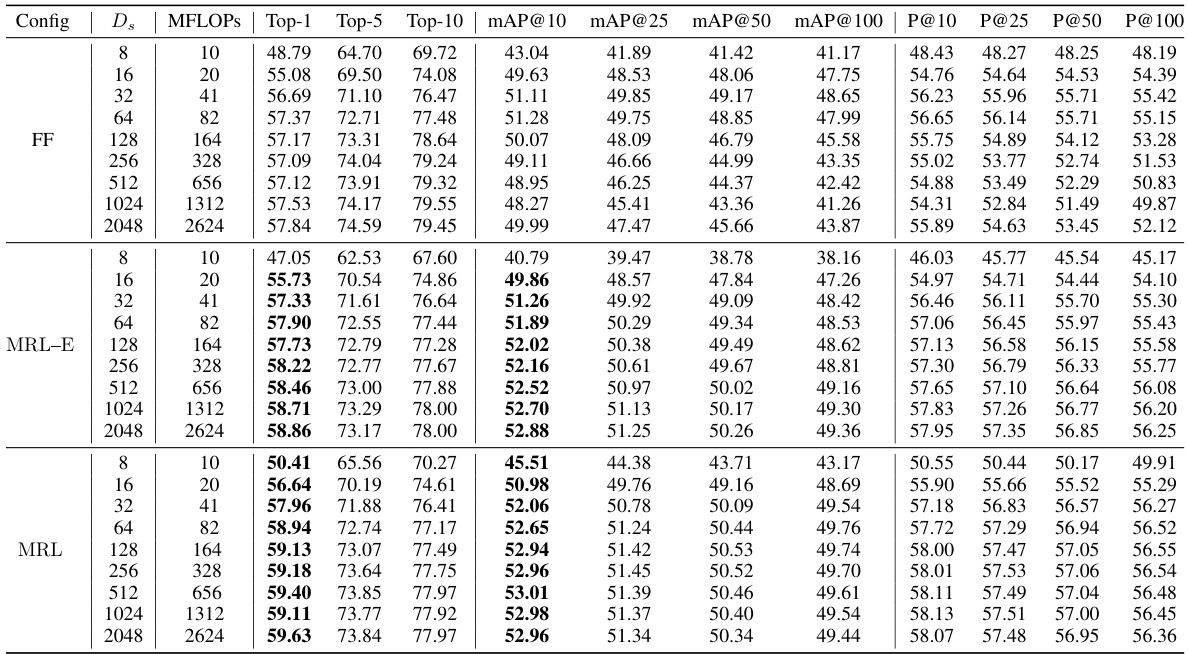 Config D_s MFLOPs Top-1 Top-5 Top-10 mAP@10 mAP@25 mAP@50 mAP@100 P@10 P@25 P@50 P@100
8 10 48.79 64.70 69.72 43.04 41.89 41.42 41.17 48.43 48.27 48.25 48.19
16 20 55.08 69.50 74.08 49.63 48.53 48.06 47.75 54.76 54.64 54.53 54.39
32 41 56.69 71.10 76.47 51.11 49.85 49.17 48.65 56.23 55.96 55.71 55.42
64 82 57.37 72.71 77.48 51.28 49.75 48.85 47.99 56.65 56.14 55.71 55.15
FF 128 164 57.17 73.31 78.64 50.07 48.09 46.79 45.58 55.75 54.89 54.12 53.28
256 328 57.09 74.04 79.24 49.11 46.66 44.99 43.35 55.02 53.77 52.74 51.53
512 656 57.12 73.91 79.32 48.95 46.25 44.37 42.42 54.88 53.49 52.29 50.83
1024 1312 57.53 74.17 79.55 48.27 45.41 43.36 41.26 54.31 52.84 51.49 49.87
2048 2624 57.84 74.59 79.45 49.99 47.47 45.66 43.87 55.89 54.63 53.45 52.12
8 10 47.05 62.53 67.60 40.79 39.47 38.78 38.16 46.03 45.77 45.54 45.17
16 20 55.73 70.54 74.86 49.86 48.57 47.84 47.26 54.97 54.71 54.44 54.10
32 41 57.33 71.61 76.64 51.26 49.92 49.09 48.42 56.46 56.11 55.70 55.30
64 82 57.90 72.55 77.44 51.89 50.29 49.34 48.53 57.06 56.45 55.97 55.43
MRL–E 128 164 57.73 72.79 77.28 52.02 50.38 49.49 48.62 57.13 56.58 56.15 55.58
256 328 58.22 72.77 77.67 52.16 50.61 49.67 48.81 57.30 56.79 56.33 55.77
512 656 58.46 73.00 77.88 52.52 50.97 50.02 49.16 57.65 57.10 56.64 56.08
1024 1312 58.71 73.29 78.00 52.70 51.13 50.17 49.30 57.83 57.26 56.77 56.20
2048 2624 58.86 73.17 78.00 52.88 51.25 50.26 49.36 57.95 57.35 56.85 56.25
8 10 50.41 65.56 70.27 45.51 44.38 43.71 43.17 50.55 50.44 50.17 49.91
16 20 56.64 70.19 74.61 50.98 49.76 49.16 48.69 55.90 55.66 55.52 55.29
32 41 57.96 71.88 76.41 52.06 50.78 50.09 49.54 57.18 56.83 56.57 56.27
64 82 58.94 72.74 77.17 52.65 51.24 50.44 49.76 57.72 57.29 56.94 56.52
MRL 128 164 59.13 73.07 77.49 52.94 51.42 50.53 49.74 58.00 57.47 57.05 56.55
256 328 59.18 73.64 77.75 52.96 51.45 50.52 49.70 58.01 57.53 57.06 56.54
512 656 59.40 73.85 77.97 53.01 51.39 50.46 49.61 58.11 57.49 57.04 56.48
1024 1312 59.11 73.77 77.92 52.98 51.37 50.40 49.54 58.13 57.51 57.00 56.45
2048 2624 59.63 73.84 77.97 52.96 51.34 50.34 49.44 58.07 57.48 56.95 56.36